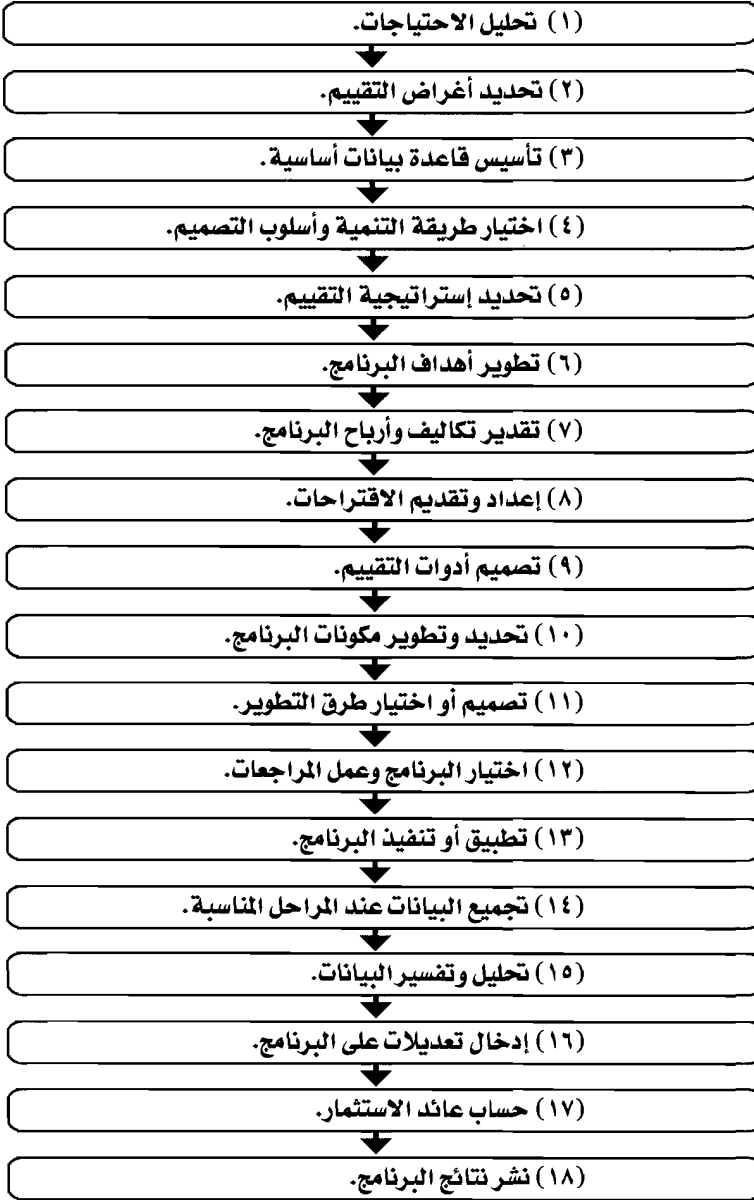 (١) تحليل الاحتياجات.
(٢) تحديد أغراض التقييم.
(٣) تأسيس قاعدة بيانات أساسية.
(٤) اختيار طريقة التنمية وأسلوب التصميم.
(٥) تحديد إستراتيجية التقييم.
(٦) تطوير أهداف البرنامج.
(٧) تقدير تكاليف وأرباح البرنامج.
(٨) إعداد وتقديم الاقتراحات.
(٩) تصميم أدوات التقييم.
(١٠) تحديد وتطوير مكونات البرنامج.
(١١) تصميم أو اختيار طرق التطوير.
(١٢) اختيار البرنامج وعمل المراجعات.
(١٣) تطبيق أو تنفيذ البرنامج.
(١٤) تجميع البيانات عند المراحل المناسبة.
(١٥) تحليل وتفسير البيانات.
(١٦) إدخال تعديلات على البرنامج.
(١٧) حساب عائد الاستثمار.
(١٨) نشر نتائج البرنامج.